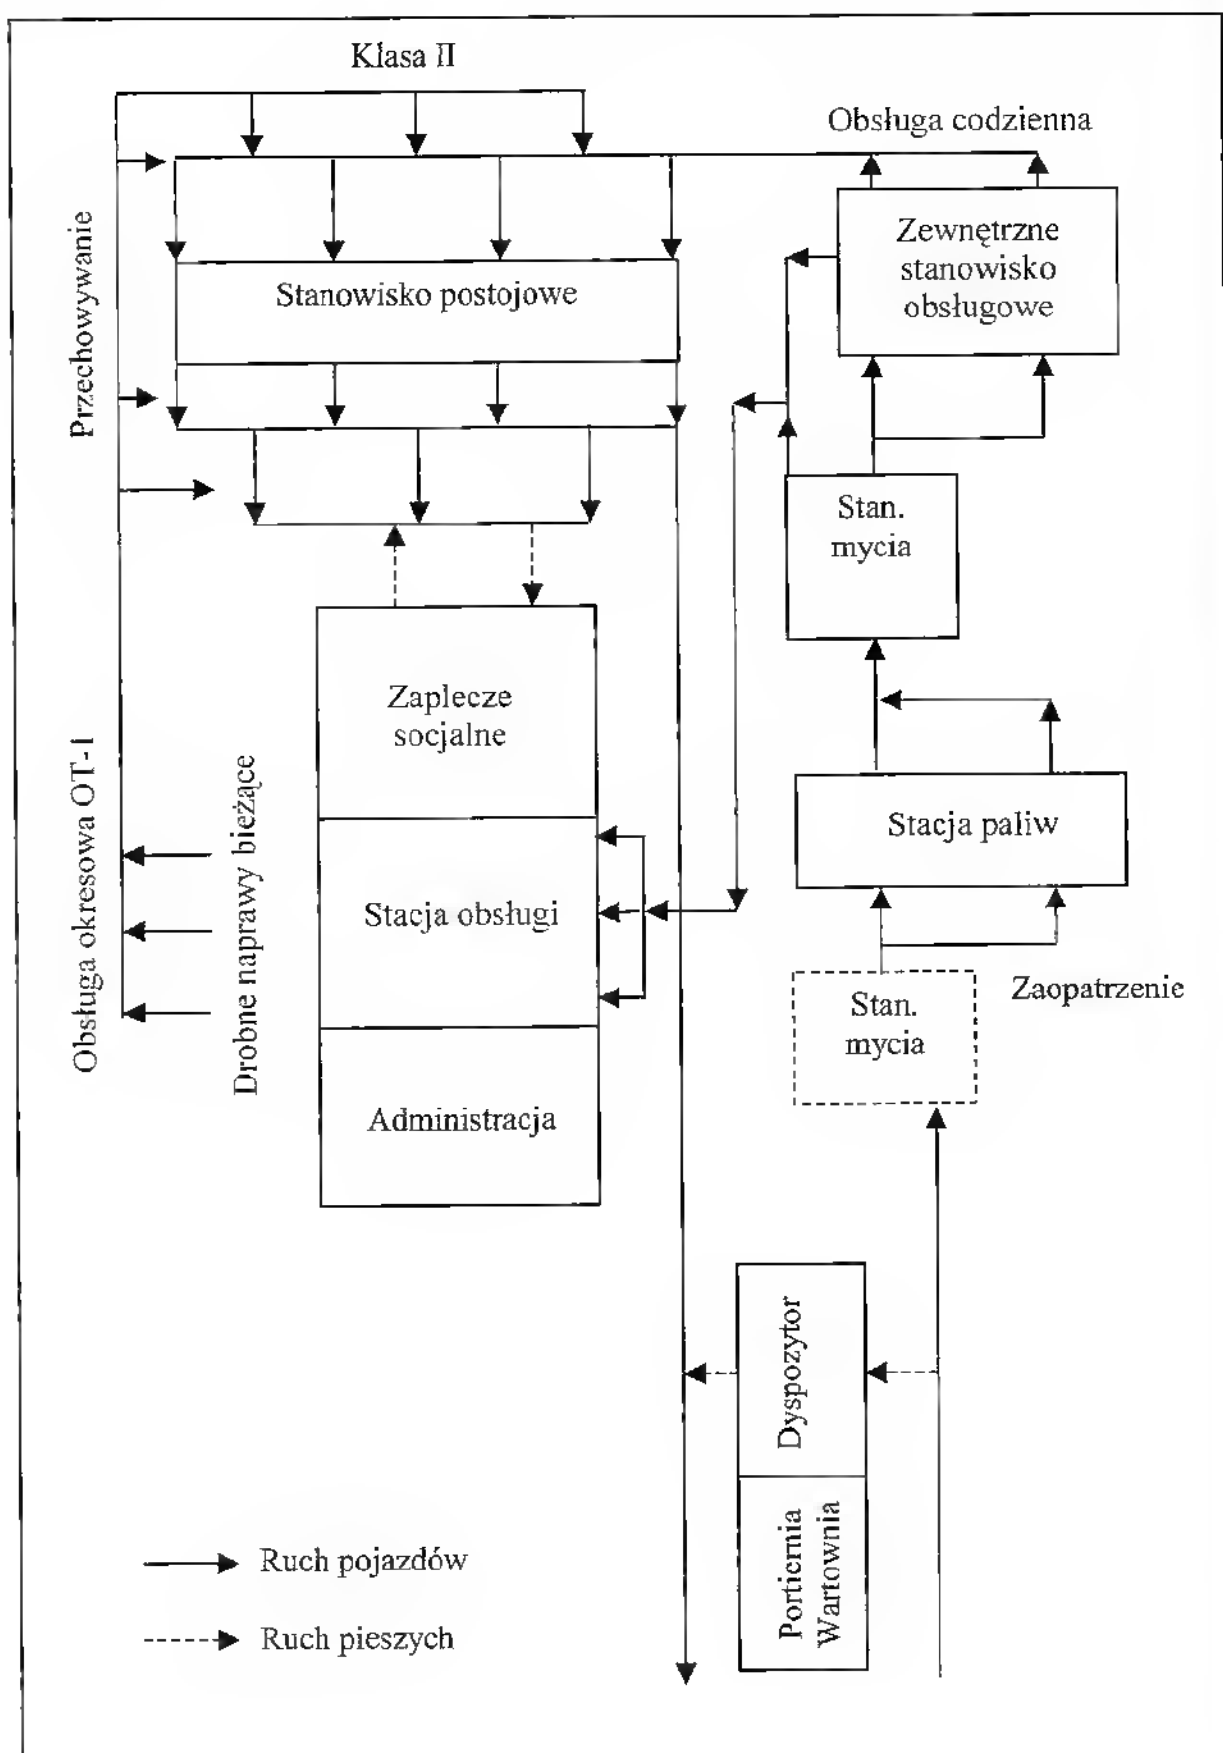 Klasa II
Obsługa codzienna
Przechowywanie
Zewnętrzne
stanowisko
obsługowe
Stanowisko postojowe
Stan.
mycia
Zaplecze
socjalne
Obsługa okresowa OT-1
Drobne naprawy bieżące
Stacja paliw
Stacja obsługi
Zaopatrzenie
Stan.
mycia
Administracja
Dyspozytor
Portiernia
Wartownia
Ruch pojazdów
Ruch pieszych